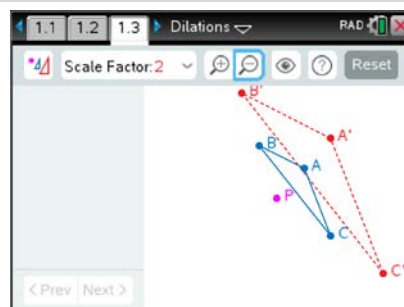 1.1 1.2 1.3 Dilations RAD
Scale Factor:2 Reset
B'
A'
B
A
P
C
C'
< Prev Next >